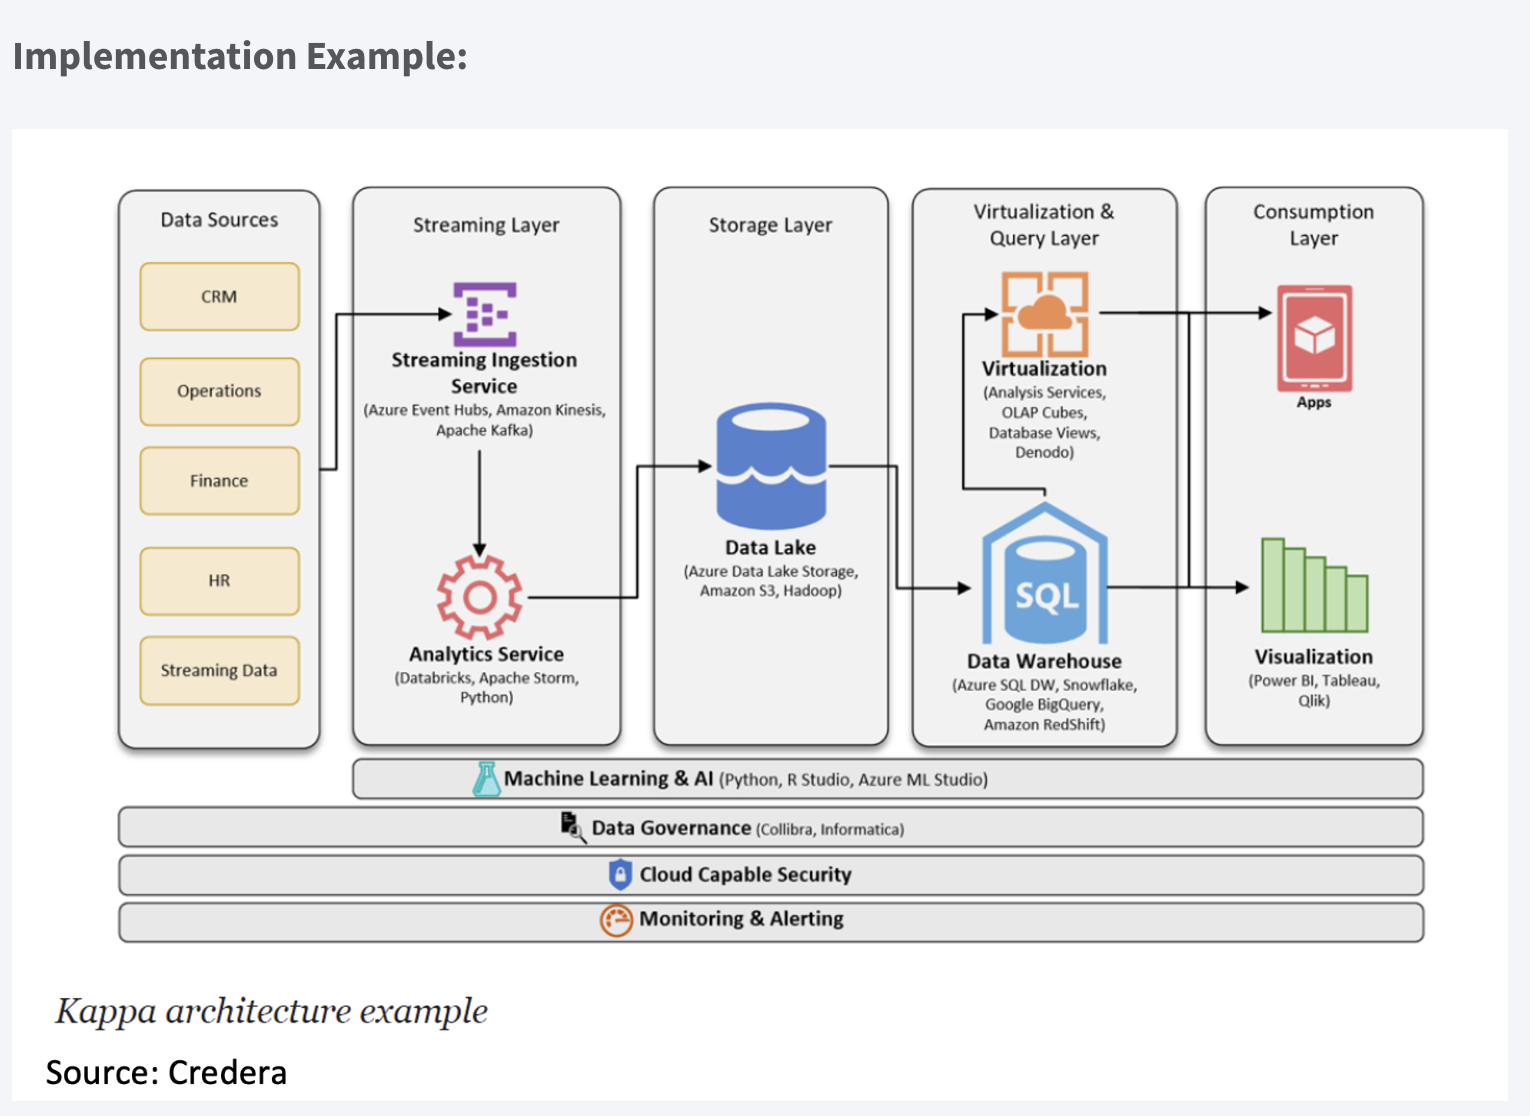 Implementation Example:
Data Sources
CRM
Operations
Finance
HR
Streaming Data
Streaming Layer
Streaming Ingestion
Service
(Azure Event Hubs, Amazon Kinesis,
Apache Kafka)
Analytics Service
(Databricks, Apache Storm,
Python)
Storage Layer
Data Lake
(Azure Data Lake Storage,
Amazon S3, Hadoop)
Virtualization &
Query Layer
Virtualization
(Analysis Services,
OLAP Cubes,
Database Views,
Denodo)
SQL
Data Warehouse
(Azure SQL DW, Snowflake,
Google BigQuery,
Amazon RedShift)
Consumption
Layer
Apps
Visualization
(Power BI, Tableau,
Qlik)
Machine Learning & AI (Python, R Studio, Azure ML Studio)
Data Governance (Collibra, Informatica)
Cloud Capable Security
Monitoring & Alerting
Kappa architecture example
Source: Credera